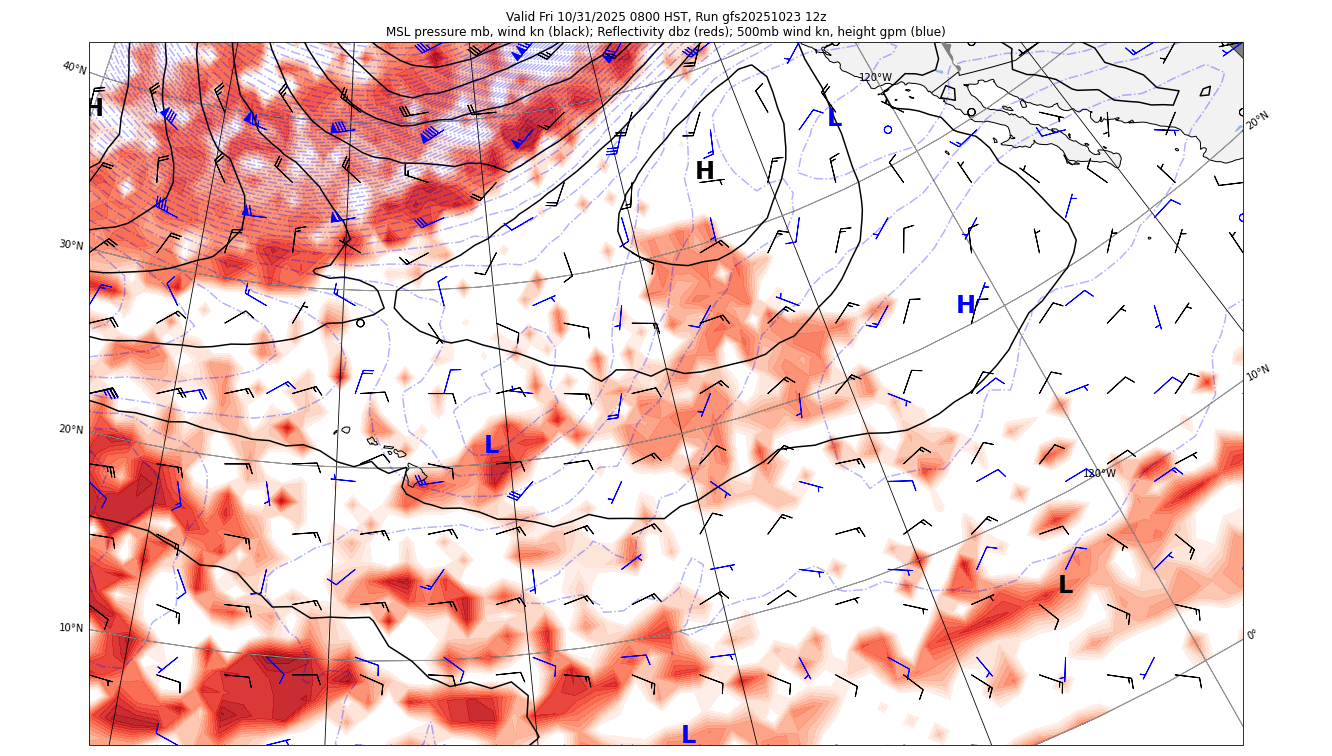 Valid Fri 10/31/2025 0800 HST, Run gfs20251023 12z
MSL pressure mb, wind kn (black); Reflectivity dbz (reds); 500mb wind kn, height gpm (blue)
40°N
120°W
H
L
20°N
H
30°N
H
10°N
20°N
L
120°W
L
10°N
0°
L